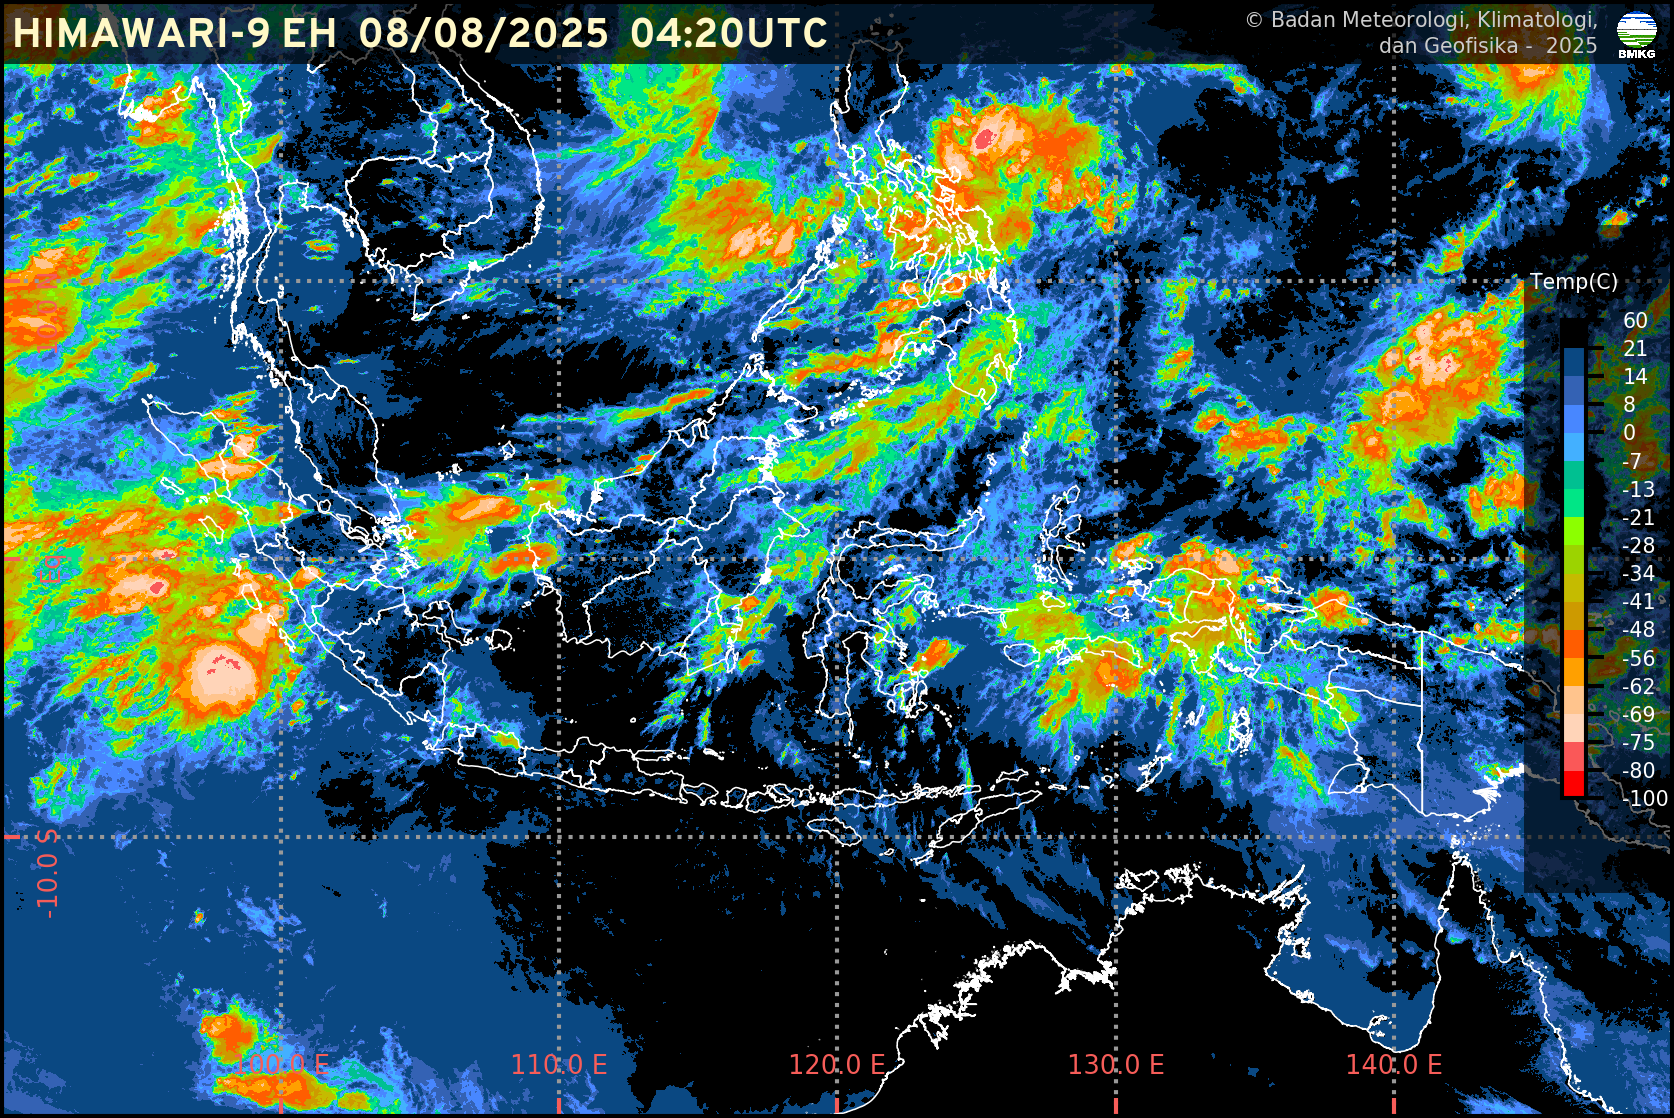 HIMAWARI-9 EH 08/08/2025 04:20UTC
© Badan Meteorologi, Klimatologi,
dan Geofisika - 2025
BMKG
Temp(C)
60
21
14
8
0
-7
-13
-21
-28
-34
-41
-48
-56
-62
-69
-75
-80
-100
EQ
-10.0 S
100.0 E
110.0 E
120.0 E
130.0 E
140.0 E